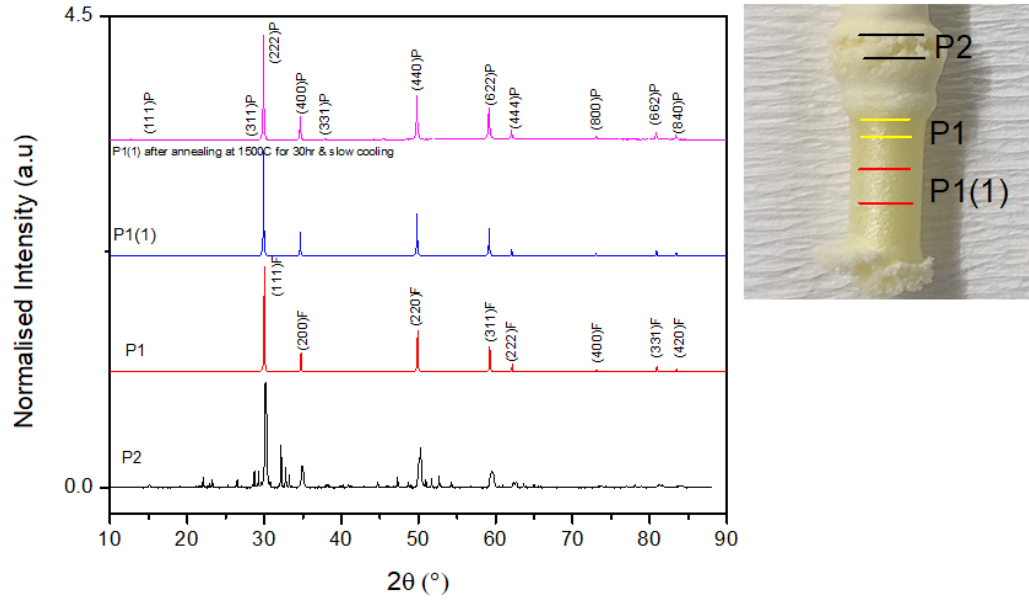 4.5
Normalised Intensity (a.u)
0.0
(111)P
(311)P
(222)P
(400)P
(331)P
(440)P
(622)P
(444)P
(800)P
(662)P
(840)P
P1(1) after annealing at 1500C for 30hr & slow cooling
P1(1)
(111)F
(200)F
(220)F
(311)F
(222)F
(400)F
(331)F
(420)F
P1
P2
10 20 30 40 50 60 70 80 90
2θ (°)
P2
P1
P1(1)